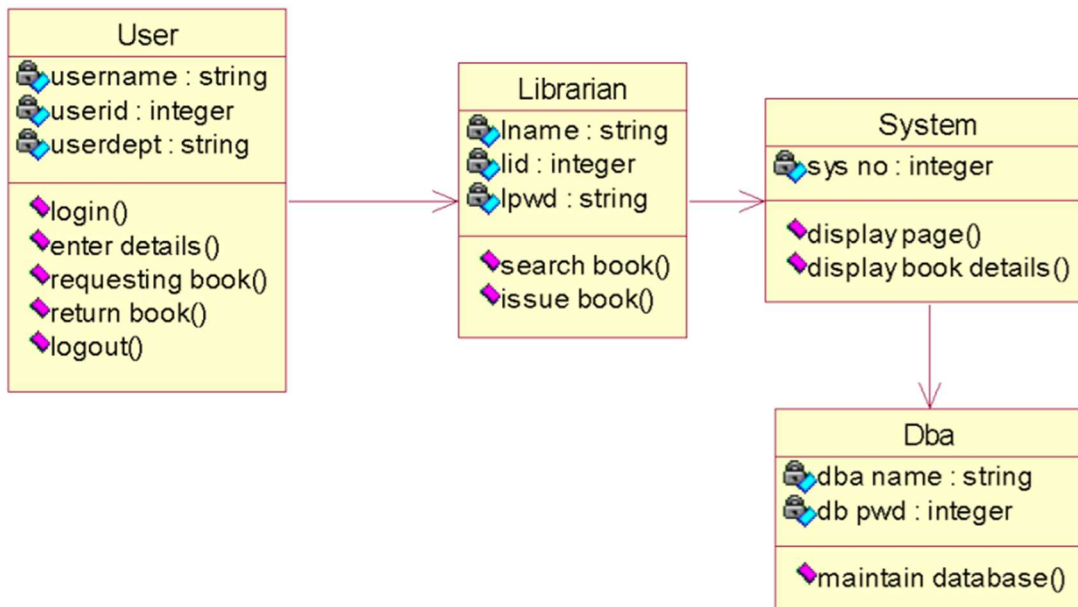 User
username : string
userid : integer
userdept : string
login()
enter details()
requesting book()
return book()
logout()
Librarian
lname : string
lid : integer
lpwd : string
search book()
issue book()
System
sys no : integer
display page()
display book details()
Dba
dba name : string
db pwd : integer
maintain database()